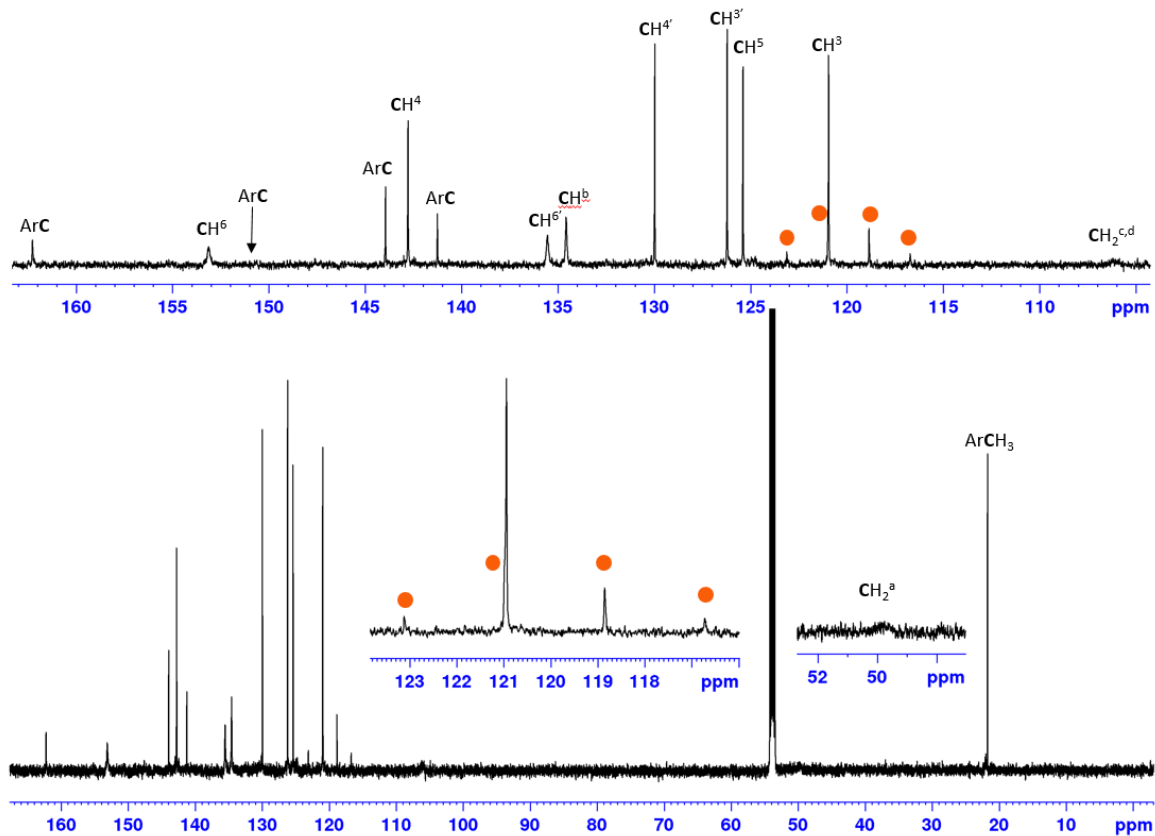 CH³′
CH⁴′
CH⁵
CH³
CH⁴
ArC
ArC
CHᵇ
ArC
CH⁶′
ArC
CH⁶
CH₂ᶜ,ᵈ
160 155 150 145 140 135 130 125 120 115 110 ppm
ArCH₃
CH₂ᵃ
123 122 121 120 119 118 ppm
52 50 ppm
160 150 140 130 120 110 100 90 80 70 60 50 40 30 20 10 ppm